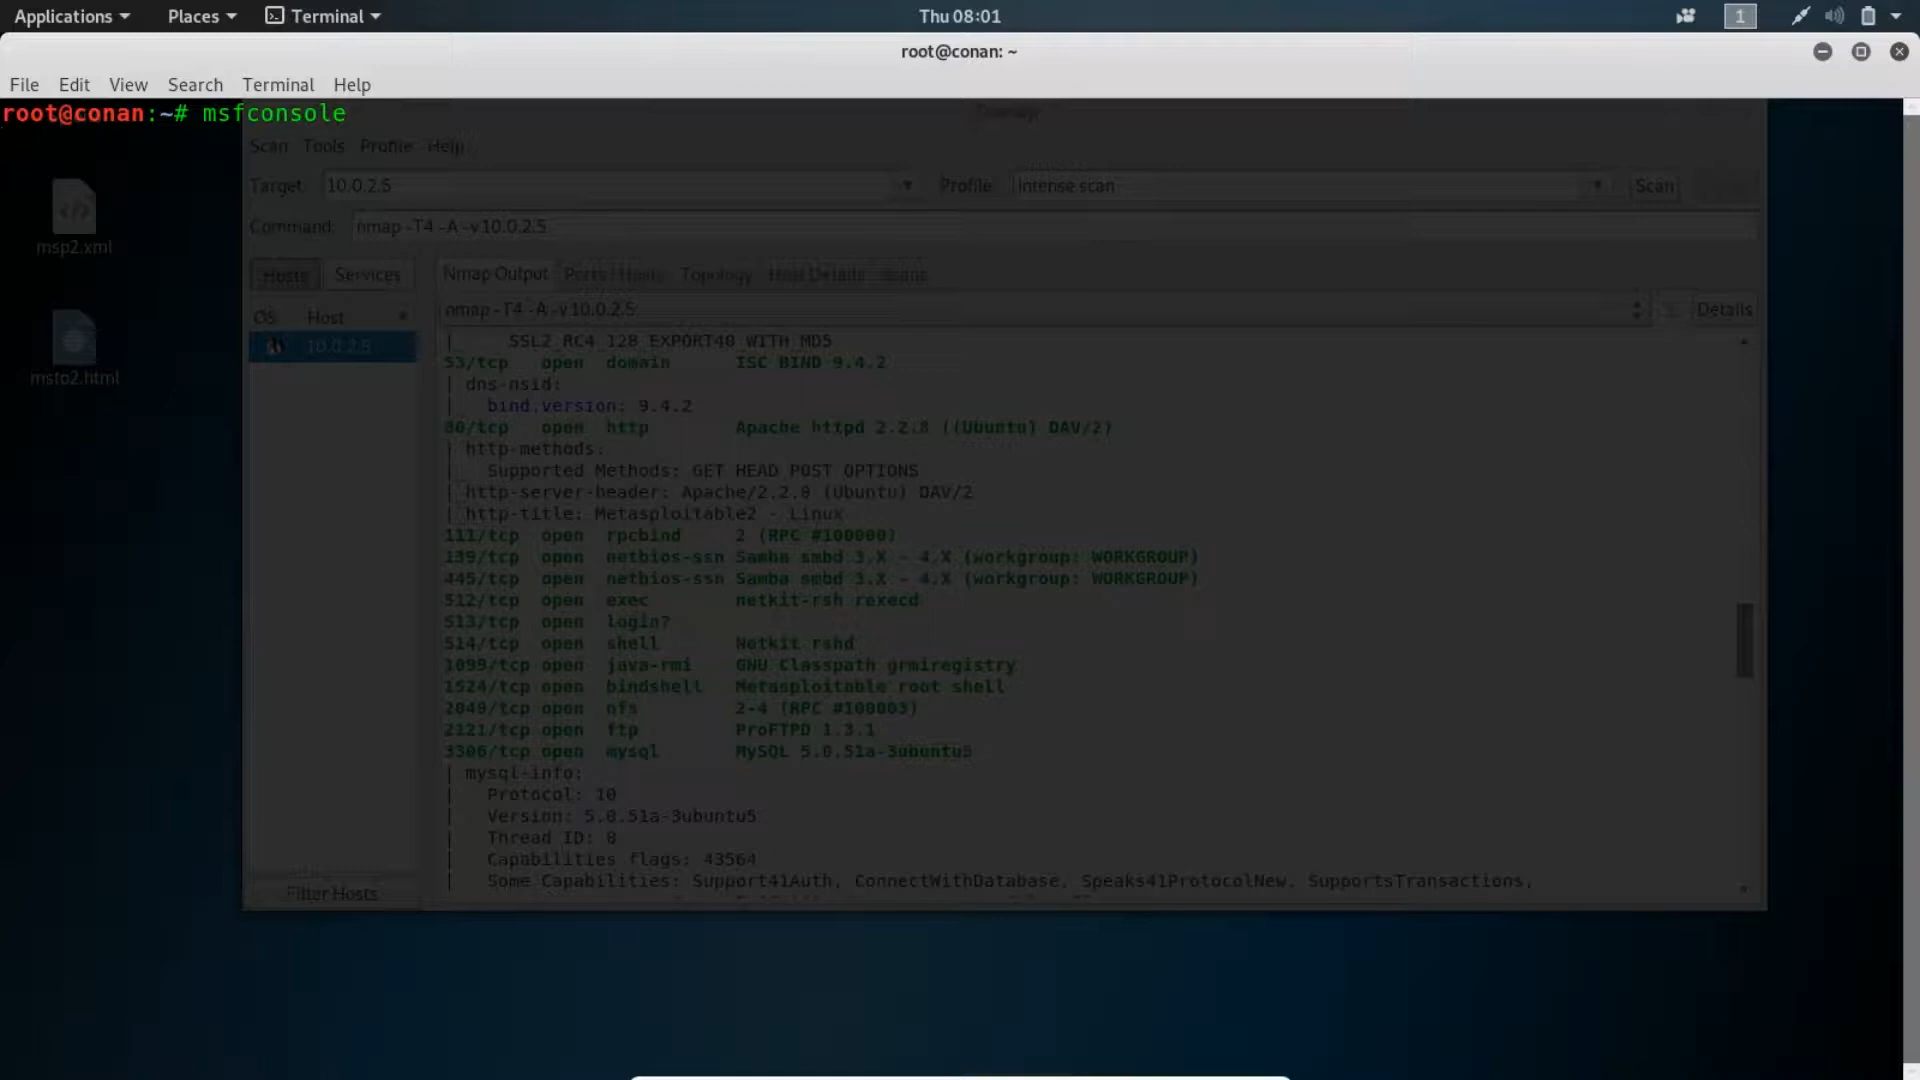 Applications Places Terminal Thu 08:01 1
root@conan: ~
File Edit View Search Terminal Help
root@conan:~# msfconsole
Scan Tools Profile Help
Target: 10.0.2.5 Profile: Intense scan Scan
msp2.xml
Command: nmap -T4 -A -v 10.0.2.5
Hosts Services Nmap Output Ports / Hosts Topology Host Details Scans
nmap -T4 -A -v 10.0.2.5 Details
OS Host
10.0.2.5
msto2.html
| SSL2_RC4_128_EXPORT40_WITH_MD5
53/tcp open domain ISC BIND 9.4.2
| dns-nsid:
| bind.version: 9.4.2
80/tcp open http Apache httpd 2.2.8 ((Ubuntu) DAV/2)
| http-methods:
| Supported Methods: GET HEAD POST OPTIONS
| http-server-header: Apache/2.2.8 (Ubuntu) DAV/2
| http-title: Metasploitable2 - Linux
111/tcp open rpcbind 2 (RPC #100000)
139/tcp open netbios-ssn Samba smbd 3.X - 4.X (workgroup: WORKGROUP)
445/tcp open netbios-ssn Samba smbd 3.X - 4.X (workgroup: WORKGROUP)
512/tcp open exec netkit-rsh rexecd
513/tcp open login?
514/tcp open shell Netkit rshd
1099/tcp open java-rmi GNU Classpath grmiregistry
1524/tcp open bindshell Metasploitable root shell
2049/tcp open nfs 2-4 (RPC #100003)
2121/tcp open ftp ProFTPD 1.3.1
3306/tcp open mysql MySQL 5.0.51a-3ubuntu5
| mysql-info:
| Protocol: 10
| Version: 5.0.51a-3ubuntu5
| Thread ID: 8
| Capabilities flags: 43564
| Some Capabilities: Support41Auth, ConnectWithDatabase, Speaks41ProtocolNew, SupportsTransactions,
Filter Hosts